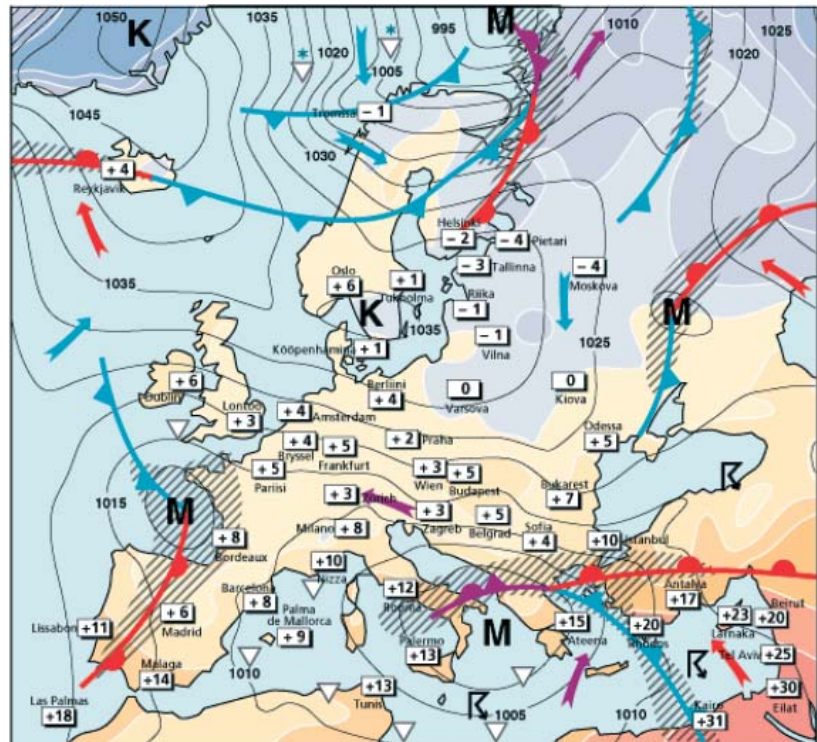 1050
K
1035
1020
995
1005
M
1010
1025
1020
1045
Tromssa
- 1
1030
+ 4
Reykjavik
Helsinki
- 2
- 4
Pietari
- 3
Tallinna
- 4
Moskova
Oslo
+ 6
+ 1
Tukholma
Riika
- 1
1035
K
1035
M
- 1
Vilna
1025
Kööpenhamina
+ 1
+ 6
Dublin
Berliini
+ 4
0
Varsova
0
Kiova
Lontoo
+ 3
+ 4
Amsterdam
+ 4
Bryssel
+ 5
Frankfurt
+ 2
Praha
Odessa
+ 5
+ 5
Pariisi
+ 3
Wien
+ 5
Budapest
Bukarest
+ 7
1015
M
+ 3
Zürich
+ 3
Zagreb
+ 5
Belgrad
Sofia
+ 4
Milano
+ 8
+10
Istanbul
+ 8
Bordeaux
+10
Nizza
Barcelona
+ 8
+12
Rooma
Antalya
+17
Lissabon
+11
+ 6
Madrid
Palma
de Mallorca
+ 9
Palermo
+13
M
+15
Ateena
+20
Rhodos
+23
Larnaka
Beirut
+20
Malaga
+14
1010
Tel Aviv
+25
Las Palmas
+18
+13
Tunis
1005
1010
Kairo
+31
+30
Eilat